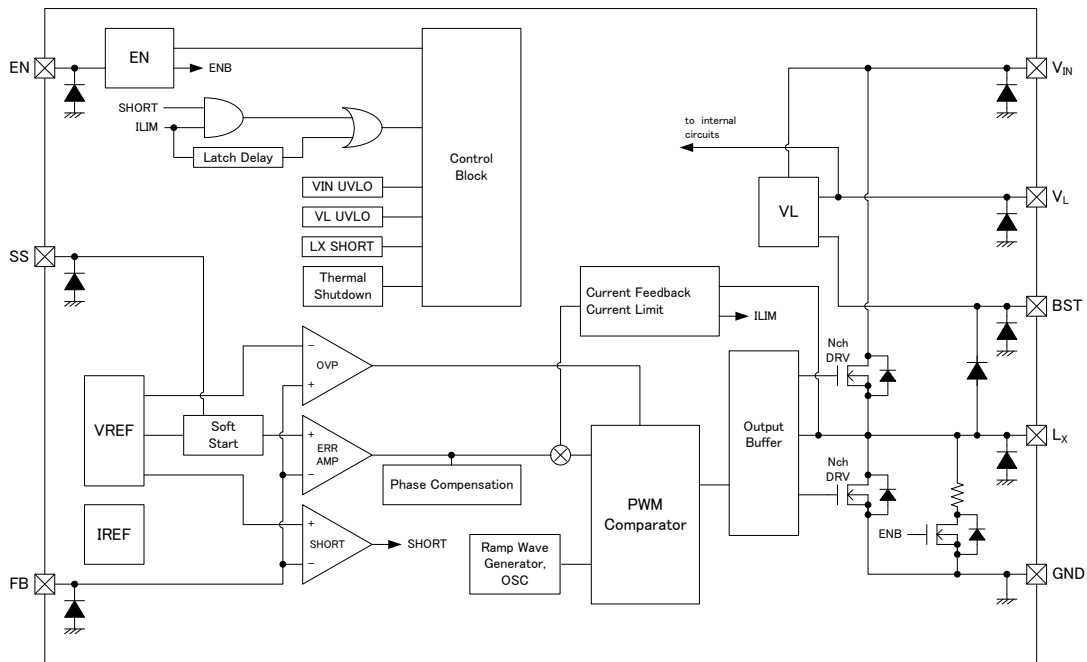 EN
EN
ENB
SHORT
ILIM
Latch Delay
VIN UVLO
VL UVLO
LX SHORT
Thermal
Shutdown
Control
Block
to internal
circuits
VIN
VL
VL
BST
SS
Current Feedback
Current Limit
ILIM
Nch
DRV
OVP
−
+
VREF
Soft
Start
+
−
ERR
AMP
Phase Compensation
PWM
Comparator
Output
Buffer
LX
Nch
DRV
ENB
IREF
+
−
SHORT
SHORT
Ramp Wave
Generator,
OSC
FB
GND